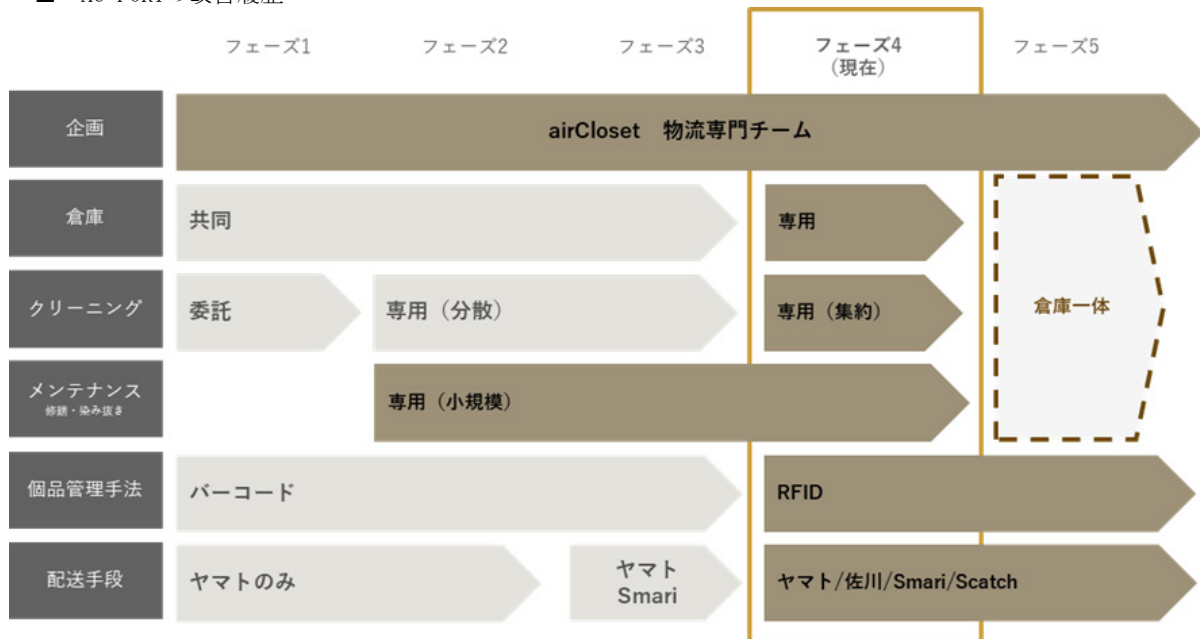 フェーズ1
フェーズ2
フェーズ3
フェーズ4
（現在）
フェーズ5
企画
airCloset　物流専門チーム
倉庫
共同
専用
クリーニング
委託
専用（分散）
専用（集約）
倉庫一体
メンテナンス
修繕・染み抜き
専用（小規模）
個品管理手法
バーコード
RFID
配送手段
ヤマトのみ
ヤマト
Smari
ヤマト/佐川/Smari/Scatch